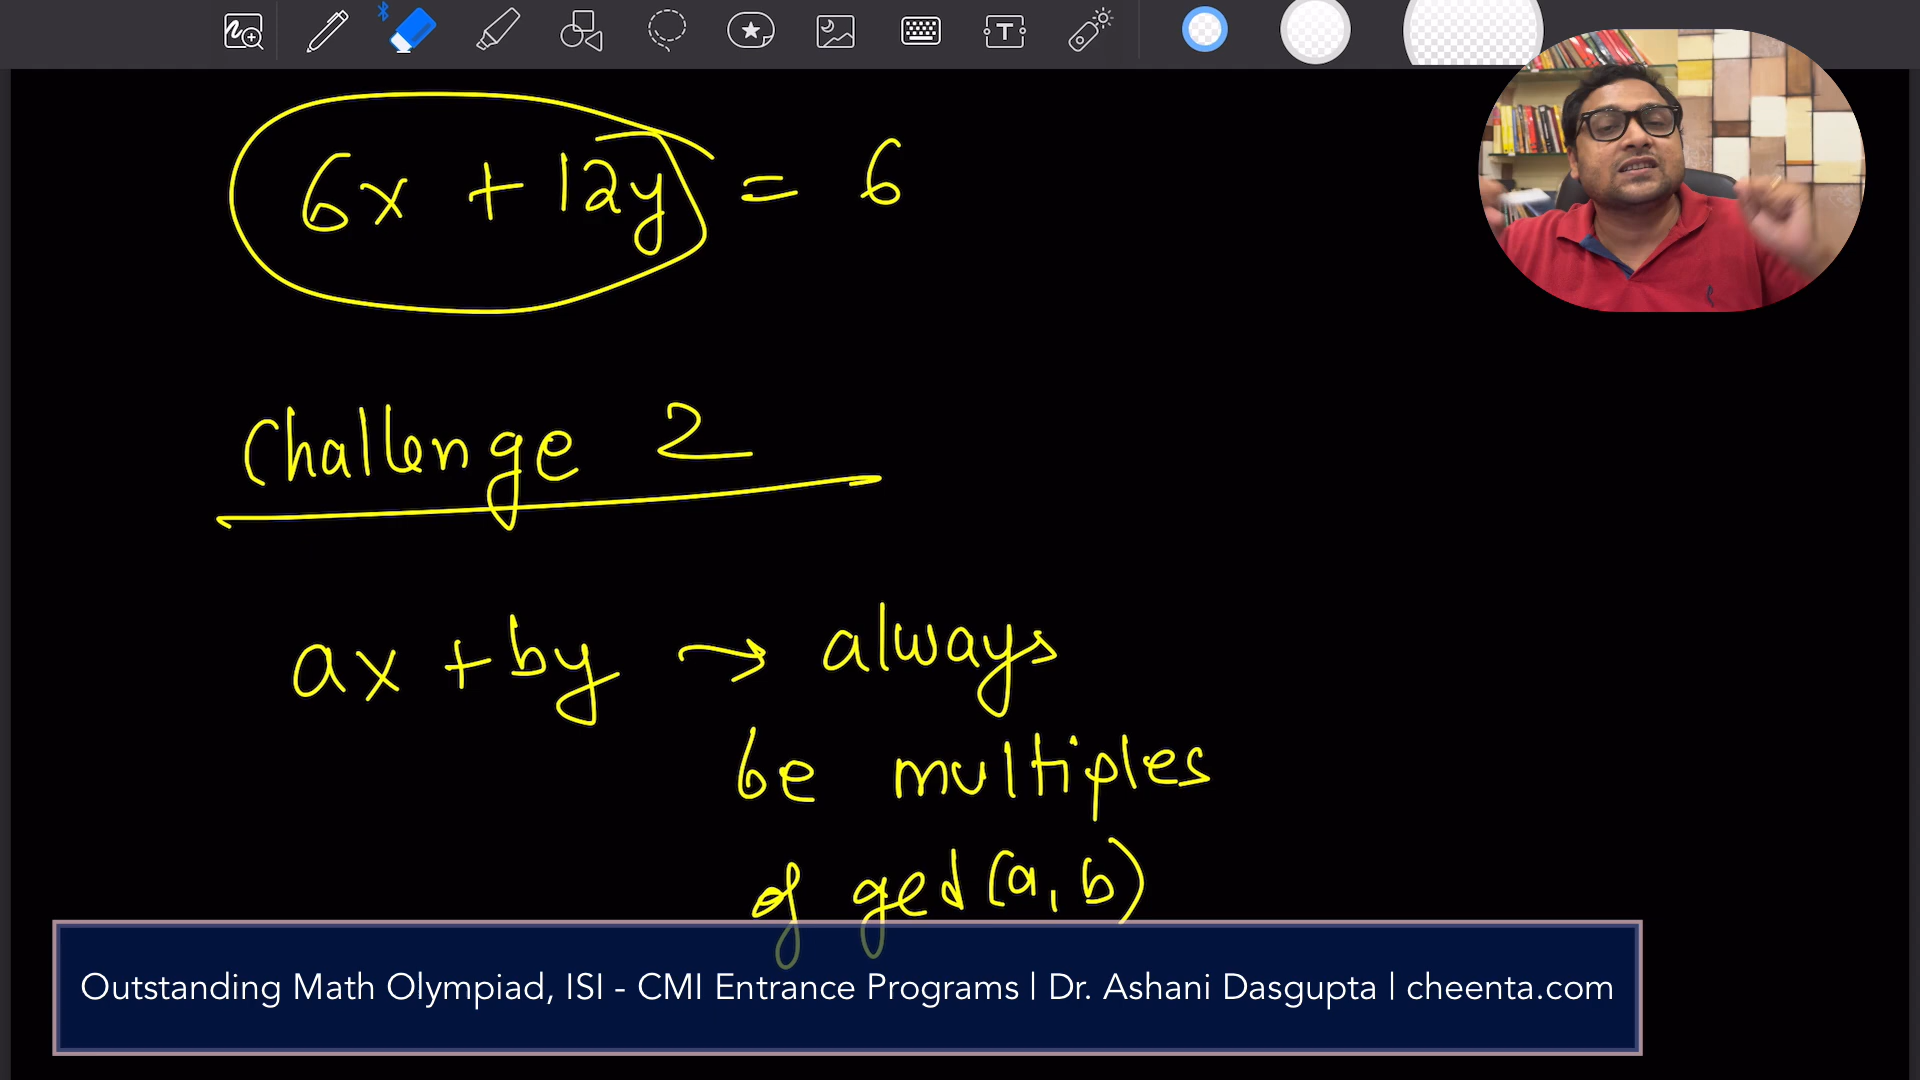 6x + 12y = 6
Challenge 2
ax + by → always
be multiples
of gcd (a, b)
Outstanding Math Olympiad, ISI - CMI Entrance Programs | Dr. Ashani Dasgupta | cheenta.com